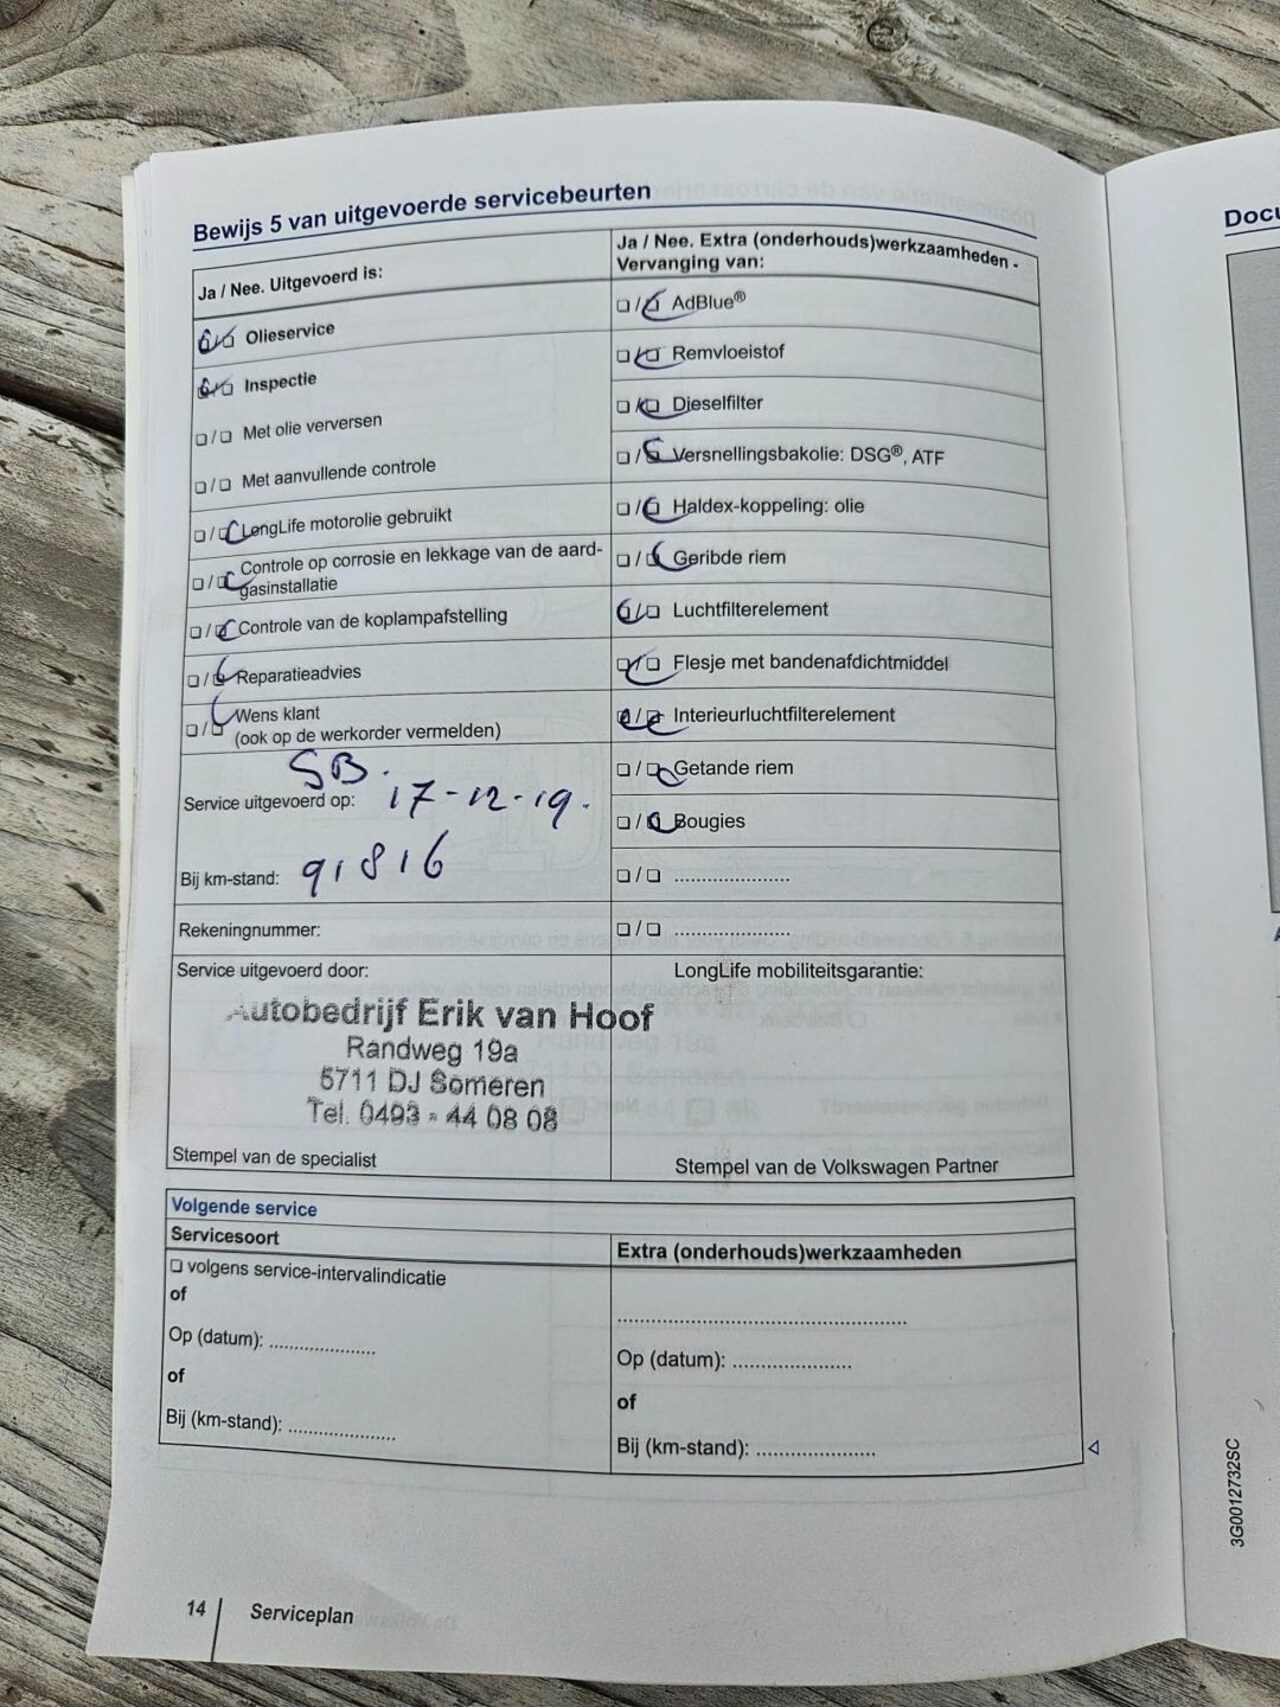 Bewijs 5 van uitgevoerde servicebeurten
Ja / Nee. Uitgevoerd is:
Olieservice
Inspectie
Met olie verversen
Met aanvullende controle
LongLife motorolie gebruikt
Controle op corrosie en lekkage van de aard-
gasinstallatie
Controle van de koplampafstelling
Reparatieadvies
Wens klant
(ook op de werkorder vermelden)
SB.
Service uitgevoerd op: 17-12-19.
Bij km-stand: 91816
Rekeningnummer:
Service uitgevoerd door:
Autobedrijf Erik van Hoof
Randweg 19a
5711 DJ Someren
Tel. 0493 - 44 08 08
Stempel van de specialist
Ja / Nee. Extra (onderhouds)werkzaamheden -
Vervanging van:
AdBlue®
Remvloeistof
Dieselfilter
Versnellingsbakolie: DSG®, ATF
Haldex-koppeling: olie
Geribde riem
Luchtfilterelement
Flesje met bandenafdichtmiddel
Interieurluchtfilterelement
Getande riem
Bougies
LongLife mobiliteitsgarantie:
Stempel van de Volkswagen Partner
Volgende service
Servicesoort
volgens service-intervalindicatie
of
Op (datum): .....................
of
Bij (km-stand): .....................
Extra (onderhouds)werkzaamheden
Op (datum): .....................
of
Bij (km-stand): .....................
14
Serviceplan
Docu
3G0012732SC